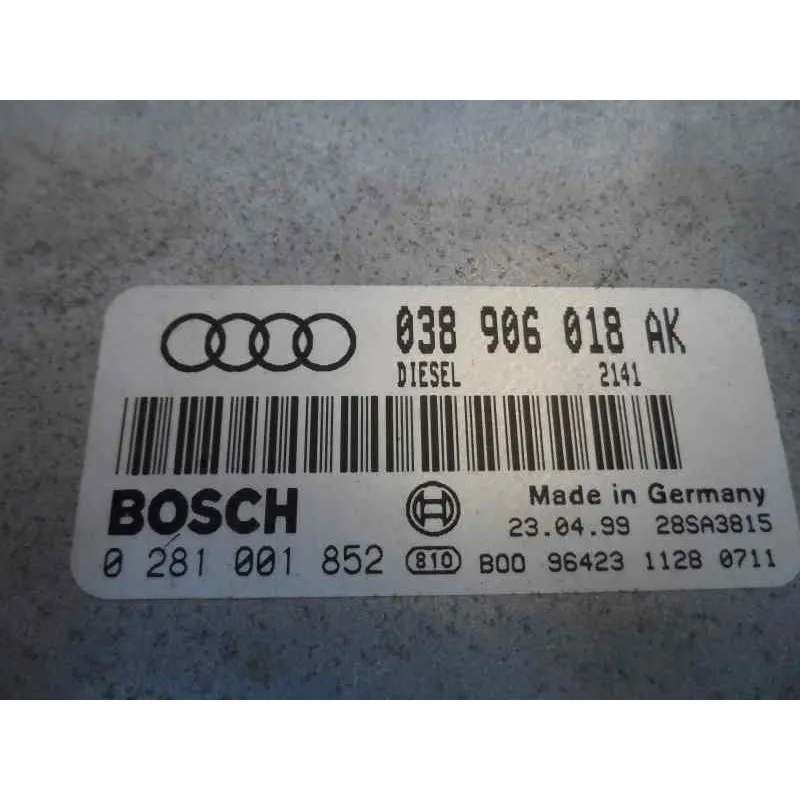 038 906 018 AK
DIESEL 2141
BOSCH
Made in Germany
23.04.99 28SA3815
0 281 001 852 810 B00 96423 1128 0711